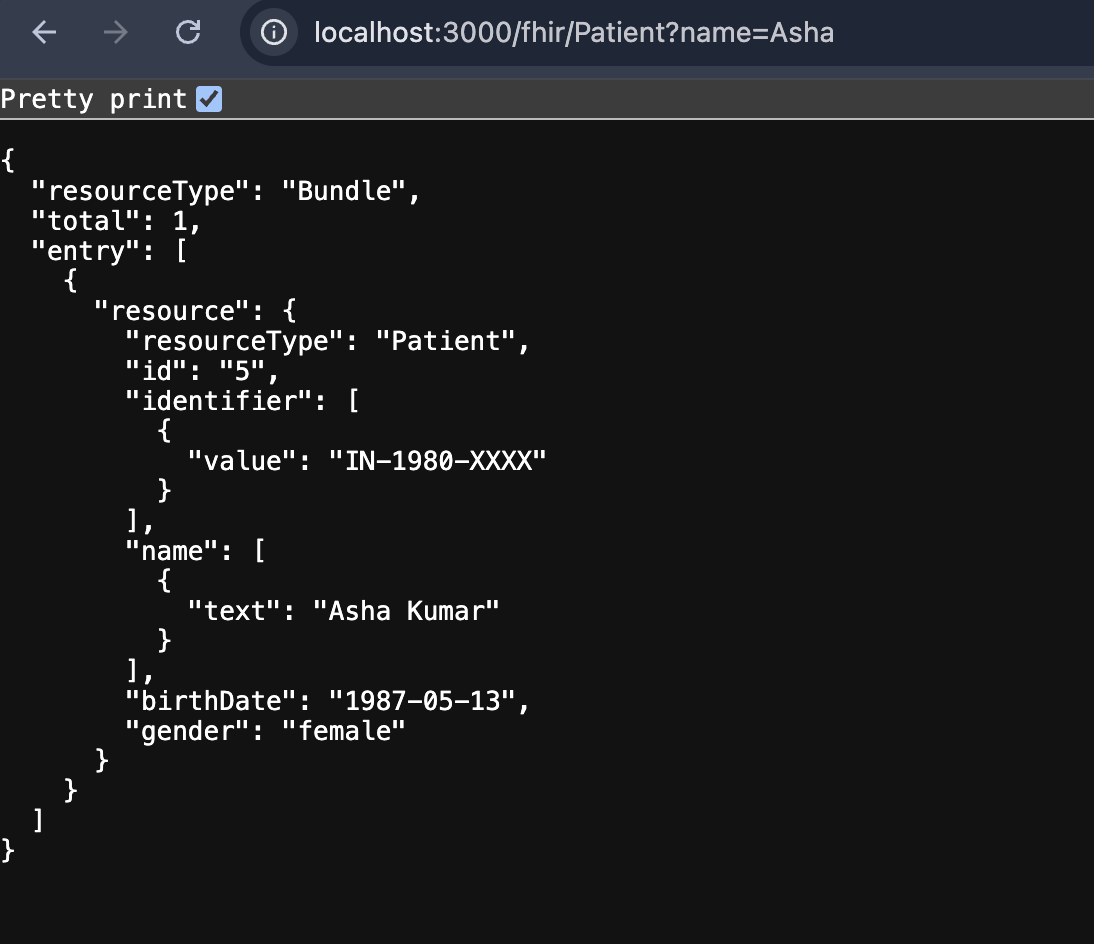 localhost:3000/fhir/Patient?name=Asha
Pretty print
{
  "resourceType": "Bundle",
  "total": 1,
  "entry": [
    {
      "resource": {
        "resourceType": "Patient",
        "id": "5",
        "identifier": [
          {
            "value": "IN-1980-XXXX"
          }
        ],
        "name": [
          {
            "text": "Asha Kumar"
          }
        ],
        "birthDate": "1987-05-13",
        "gender": "female"
      }
    }
  ]
}